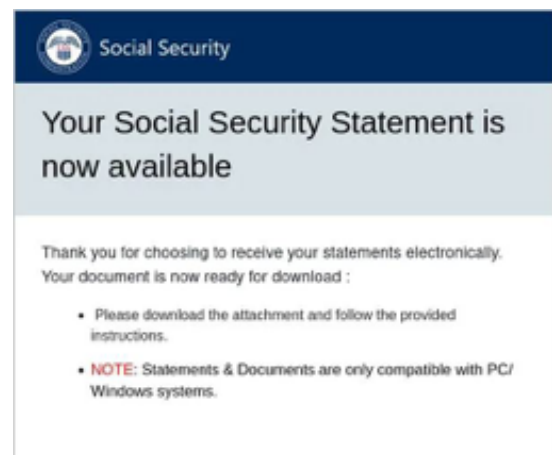 Social Security
Your Social Security Statement is
now available
Thank you for choosing to receive your statements electronically.
Your document is now ready for download :
• Please download the attachment and follow the provided
instructions.
• NOTE: Statements & Documents are only compatible with PC/
Windows systems.